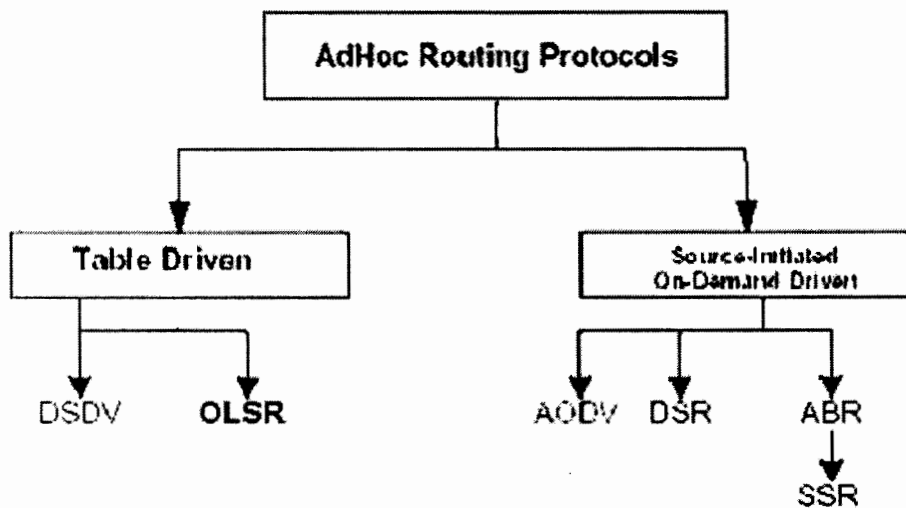 AdHoc Routing Protocols
Table Driven
Source-Initiated
On-Demand Driven
DSDV
OLSR
AODV
DSR
ABR
SSR